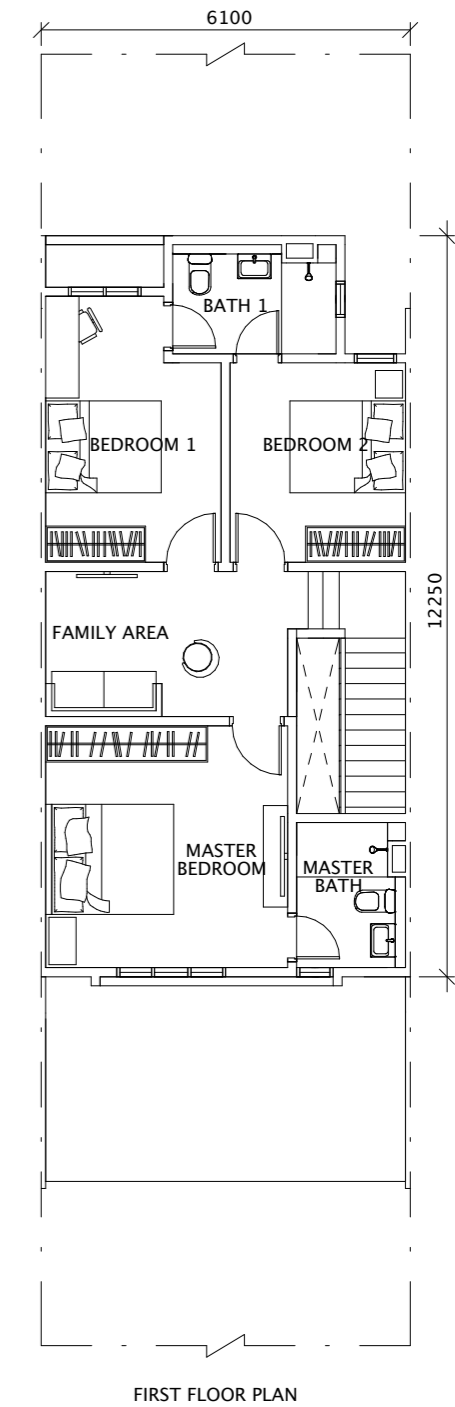 6100
BATH 1
BEDROOM 1
BEDROOM 2
12250
FAMILY AREA
MASTER
BEDROOM
MASTER
BATH
FIRST FLOOR PLAN